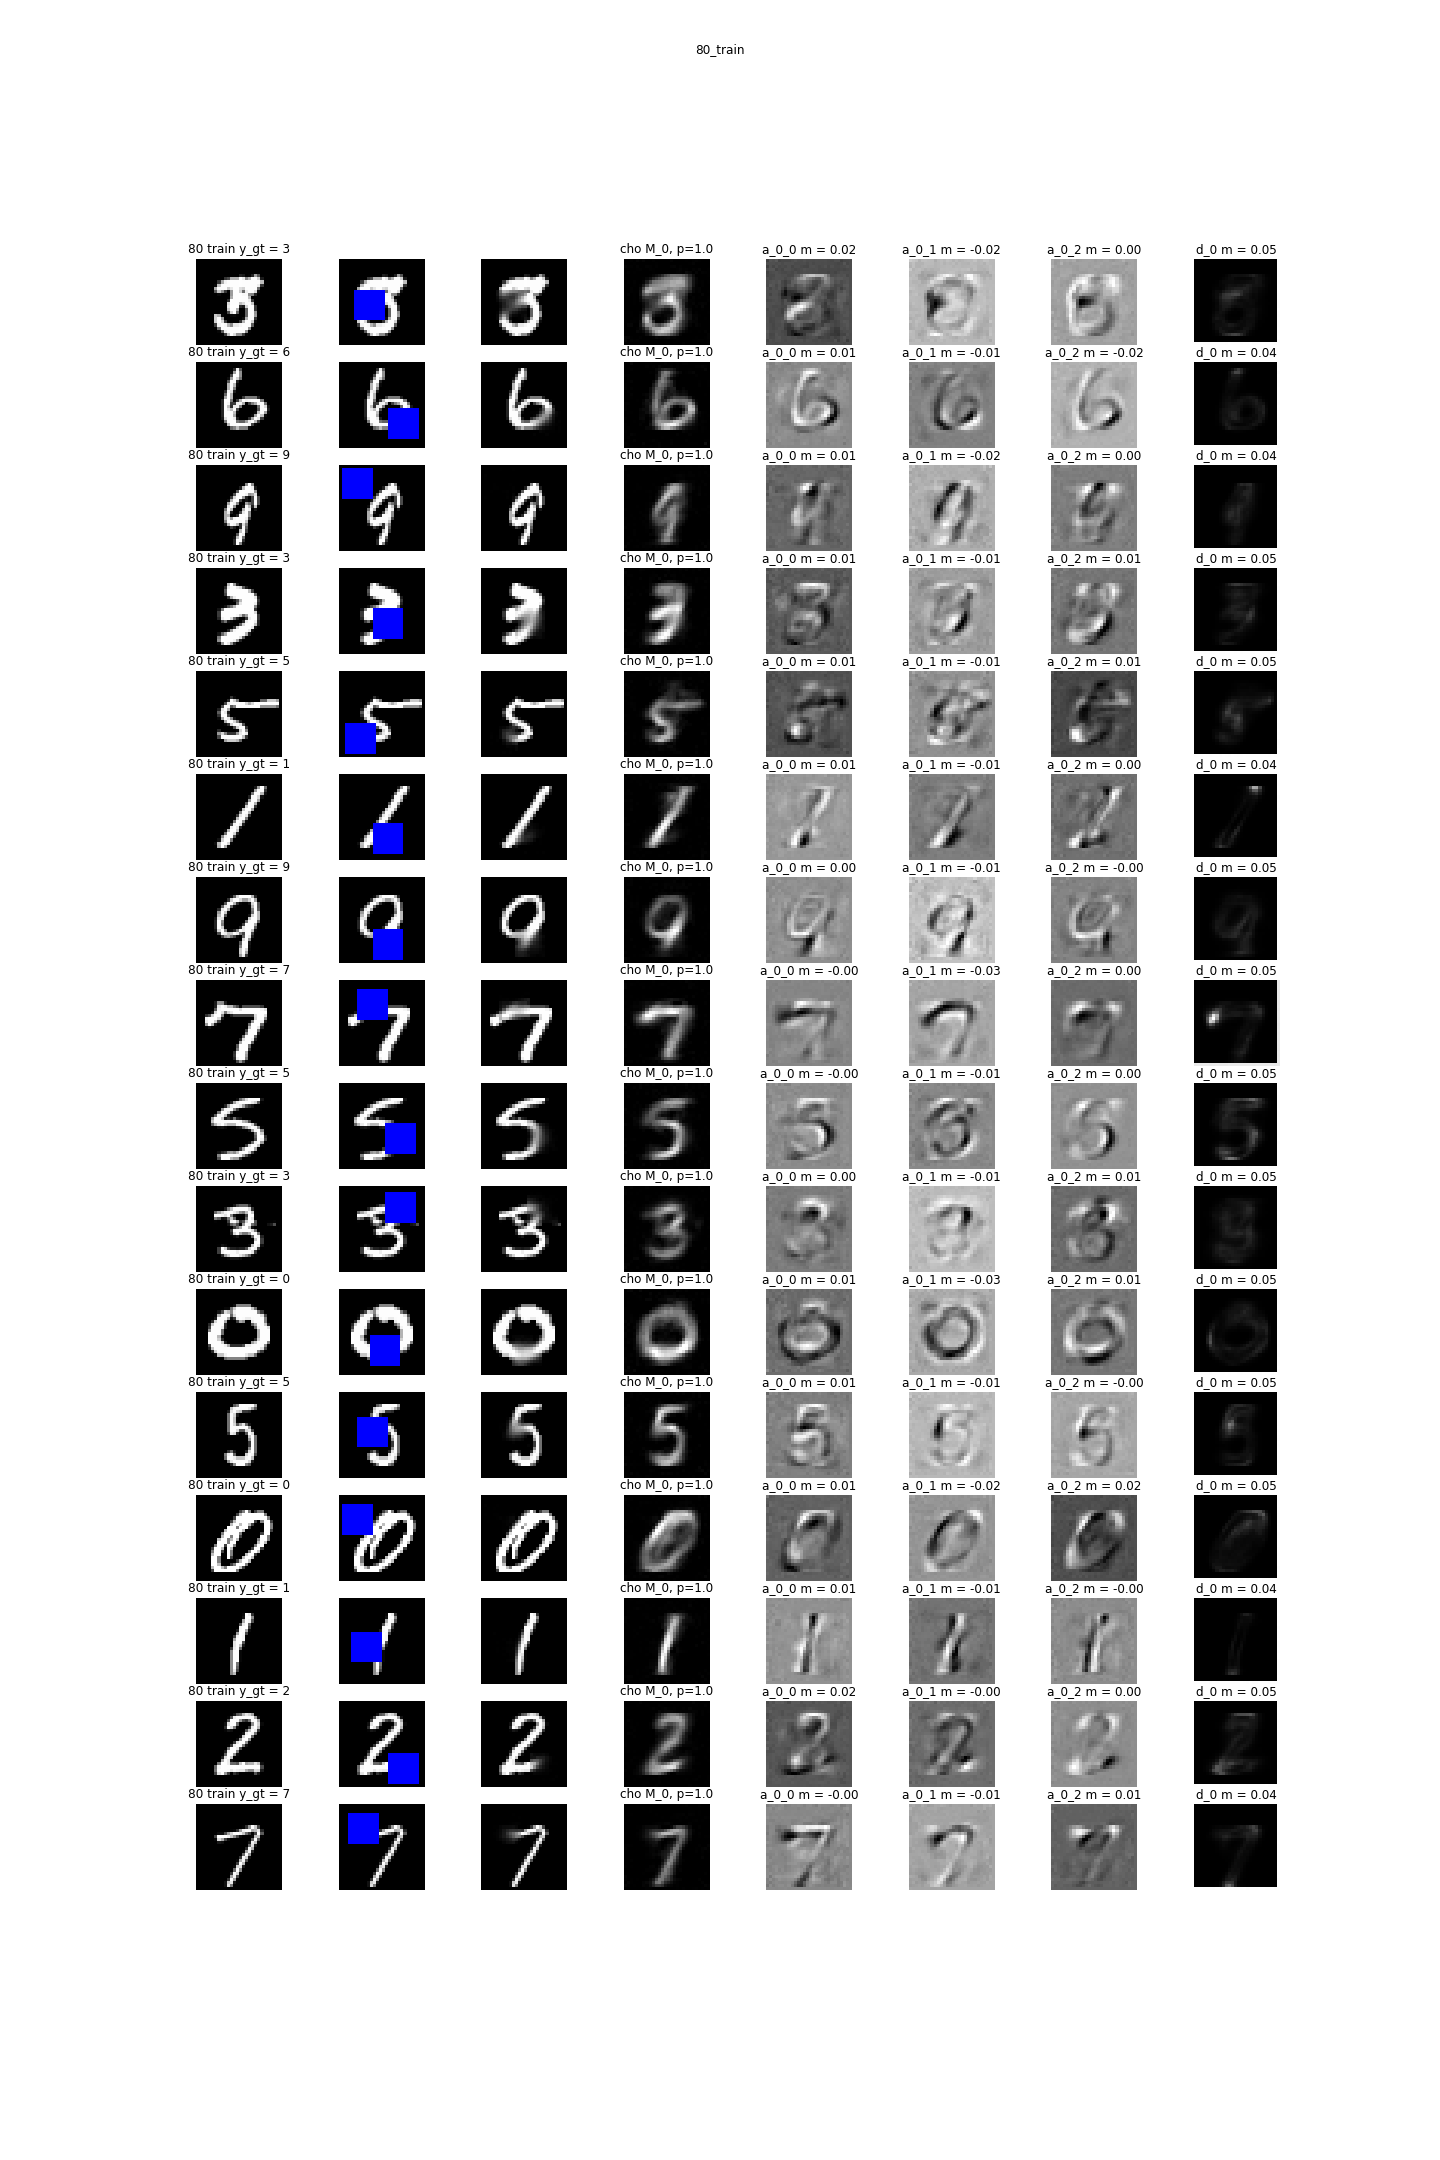 80_train
80 train y_gt = 3 cho M_0, p=1.0 a_0_0 m = 0.02 a_0_1 m = -0.02 a_0_2 m = 0.00 d_0 m = 0.05
80 train y_gt = 6 cho M_0, p=1.0 a_0_0 m = 0.01 a_0_1 m = -0.01 a_0_2 m = -0.02 d_0 m = 0.04
80 train y_gt = 9 cho M_0, p=1.0 a_0_0 m = 0.01 a_0_1 m = -0.02 a_0_2 m = 0.00 d_0 m = 0.04
80 train y_gt = 3 cho M_0, p=1.0 a_0_0 m = 0.01 a_0_1 m = -0.01 a_0_2 m = 0.01 d_0 m = 0.05
80 train y_gt = 5 cho M_0, p=1.0 a_0_0 m = 0.01 a_0_1 m = -0.01 a_0_2 m = 0.01 d_0 m = 0.05
80 train y_gt = 1 cho M_0, p=1.0 a_0_0 m = 0.01 a_0_1 m = -0.01 a_0_2 m = 0.00 d_0 m = 0.04
80 train y_gt = 9 cho M_0, p=1.0 a_0_0 m = 0.00 a_0_1 m = -0.01 a_0_2 m = -0.00 d_0 m = 0.05
80 train y_gt = 7 cho M_0, p=1.0 a_0_0 m = -0.00 a_0_1 m = -0.03 a_0_2 m = 0.00 d_0 m = 0.05
80 train y_gt = 5 cho M_0, p=1.0 a_0_0 m = -0.00 a_0_1 m = -0.01 a_0_2 m = 0.00 d_0 m = 0.05
80 train y_gt = 3 cho M_0, p=1.0 a_0_0 m = 0.00 a_0_1 m = -0.01 a_0_2 m = 0.01 d_0 m = 0.05
80 train y_gt = 0 cho M_0, p=1.0 a_0_0 m = 0.01 a_0_1 m = -0.03 a_0_2 m = 0.01 d_0 m = 0.05
80 train y_gt = 5 cho M_0, p=1.0 a_0_0 m = 0.01 a_0_1 m = -0.01 a_0_2 m = -0.00 d_0 m = 0.05
80 train y_gt = 0 cho M_0, p=1.0 a_0_0 m = 0.01 a_0_1 m = -0.02 a_0_2 m = 0.02 d_0 m = 0.05
80 train y_gt = 1 cho M_0, p=1.0 a_0_0 m = 0.01 a_0_1 m = -0.01 a_0_2 m = -0.00 d_0 m = 0.04
80 train y_gt = 2 cho M_0, p=1.0 a_0_0 m = 0.02 a_0_1 m = -0.00 a_0_2 m = 0.00 d_0 m = 0.05
80 train y_gt = 7 cho M_0, p=1.0 a_0_0 m = -0.00 a_0_1 m = -0.01 a_0_2 m = 0.01 d_0 m = 0.04